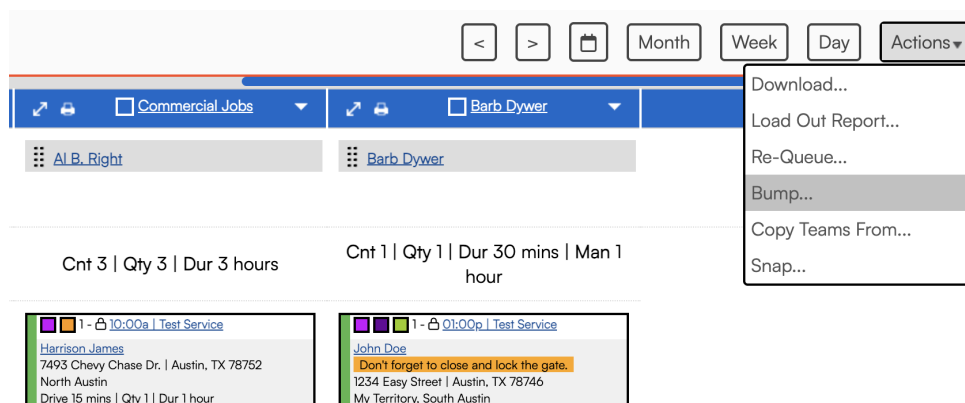 < > Month Week Day Actions
Download...
Load Out Report...
Re-Queue...
Bump...
Copy Teams From...
Snap...
Commercial Jobs
Al B. Right
Cnt 3 | Qty 3 | Dur 3 hours
1 - 10:00a | Test Service
Harrison James
7493 Chevy Chase Dr. | Austin, TX 78752
North Austin
Drive 15 mins | Qty 1 | Dur 1 hour
Barb Dywer
Barb Dywer
Cnt 1 | Qty 1 | Dur 30 mins | Man 1
hour
1 - 01:00p | Test Service
John Doe
Don't forget to close and lock the gate.
1234 Easy Street | Austin, TX 78746
My Territory, South Austin